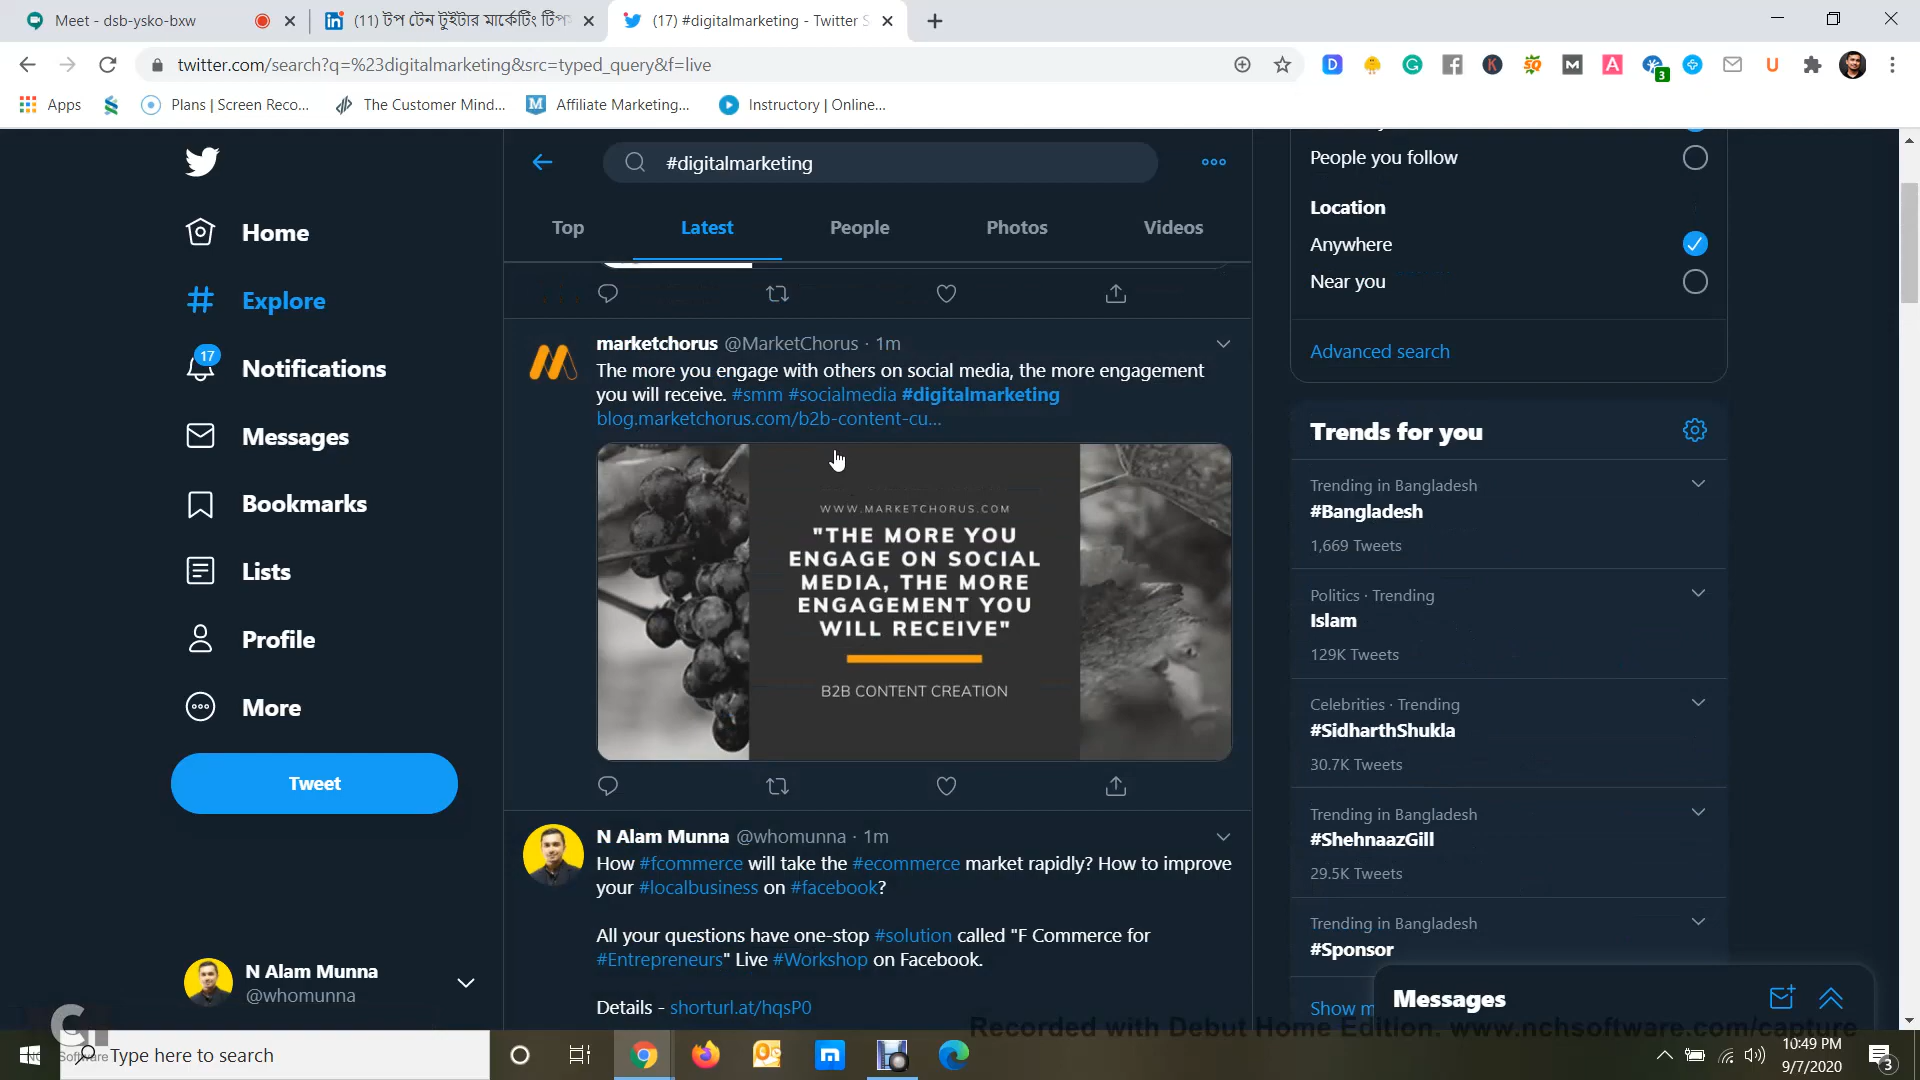 Meet - dsb-ysko-bxw
(11) টপ টেন টুইটার মার্কেটিং টিপ
(17) #digitalmarketing - Twitter S
twitter.com/search?q=%23digitalmarketing&src=typed_query&f=live
Apps
Plans | Screen Reco...
The Customer Mind...
Affiliate Marketing...
Instructory | Online...
#digitalmarketing
Top
Latest
People
Photos
Videos
Home
Explore
17
Notifications
Messages
Bookmarks
Lists
Profile
More
Tweet
N Alam Munna
@whomunna
marketchorus @MarketChorus · 1m
The more you engage with others on social media, the more engagement
you will receive. #smm #socialmedia #digitalmarketing
blog.marketchorus.com/b2b-content-cu...
WWW.MARKETCHORUS.COM
"THE MORE YOU
ENGAGE ON SOCIAL
MEDIA, THE MORE
ENGAGEMENT YOU
WILL RECEIVE"
B2B CONTENT CREATION
N Alam Munna @whomunna · 1m
How #fcommerce will take the #ecommerce market rapidly? How to improve
your #localbusiness on #facebook?
All your questions have one-stop #solution called "F Commerce for
#Entrepreneurs" Live #Workshop on Facebook.
Details - shorturl.at/hqsP0
People you follow
Location
Anywhere
Near you
Advanced search
Trends for you
Trending in Bangladesh
#Bangladesh
1,669 Tweets
Politics · Trending
Islam
129K Tweets
Celebrities · Trending
#SidharthShukla
30.7K Tweets
Trending in Bangladesh
#ShehnaazGill
29.5K Tweets
Trending in Bangladesh
#Sponsor
Show m
Messages
Recorded with Debut Home Edition. www.nchsoftware.com/capture
NCH Software
Type here to search
10:49 PM
9/7/2020
3